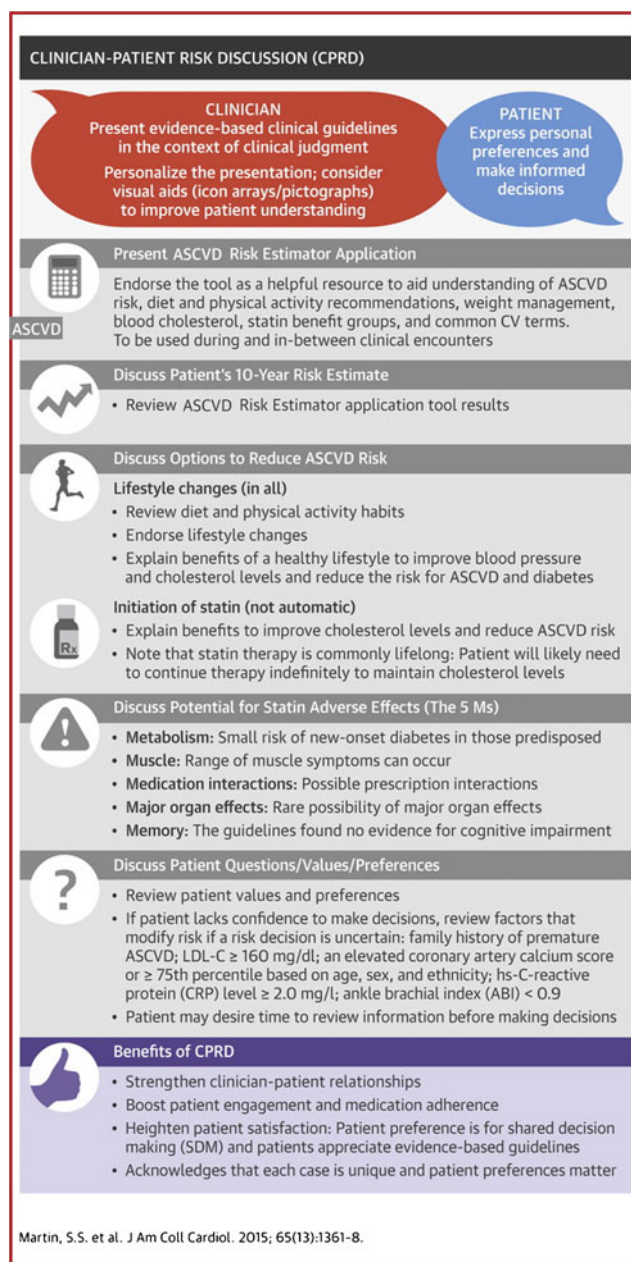 CLINICIAN-PATIENT RISK DISCUSSION (CPRD)
CLINICIAN
Present evidence-based clinical guidelines
in the context of clinical judgment
Personalize the presentation; consider
visual aids (icon arrays/pictographs)
to improve patient understanding
PATIENT
Express personal
preferences and
make informed
decisions
Present ASCVD Risk Estimator Application
Endorse the tool as a helpful resource to aid understanding of ASCVD
risk, diet and physical activity recommendations, weight management,
blood cholesterol, statin benefit groups, and common CV terms.
To be used during and in-between clinical encounters
ASCVD
Discuss Patient's 10-Year Risk Estimate
• Review ASCVD Risk Estimator application tool results
Discuss Options to Reduce ASCVD Risk
Lifestyle changes (in all)
• Review diet and physical activity habits
• Endorse lifestyle changes
• Explain benefits of a healthy lifestyle to improve blood pressure
and cholesterol levels and reduce the risk for ASCVD and diabetes
Initiation of statin (not automatic)
Rx
• Explain benefits to improve cholesterol levels and reduce ASCVD risk
• Note that statin therapy is commonly lifelong: Patient will likely need
to continue therapy indefinitely to maintain cholesterol levels
Discuss Potential for Statin Adverse Effects (The 5 Ms)
• Metabolism: Small risk of new-onset diabetes in those predisposed
• Muscle: Range of muscle symptoms can occur
• Medication interactions: Possible prescription interactions
• Major organ effects: Rare possibility of major organ effects
• Memory: The guidelines found no evidence for cognitive impairment
Discuss Patient Questions/Values/Preferences
?
• Review patient values and preferences
• If patient lacks confidence to make decisions, review factors that
modify risk if a risk decision is uncertain: family history of premature
ASCVD; LDL-C ≥ 160 mg/dl; an elevated coronary artery calcium score
or ≥ 75th percentile based on age, sex, and ethnicity; hs-C-reactive
protein (CRP) level ≥ 2.0 mg/l; ankle brachial index (ABI) < 0.9
• Patient may desire time to review information before making decisions
Benefits of CPRD
• Strengthen clinician-patient relationships
• Boost patient engagement and medication adherence
• Heighten patient satisfaction: Patient preference is for shared decision
making (SDM) and patients appreciate evidence-based guidelines
• Acknowledges that each case is unique and patient preferences matter
Martin, S.S. et al. J Am Coll Cardiol. 2015; 65(13):1361-8.